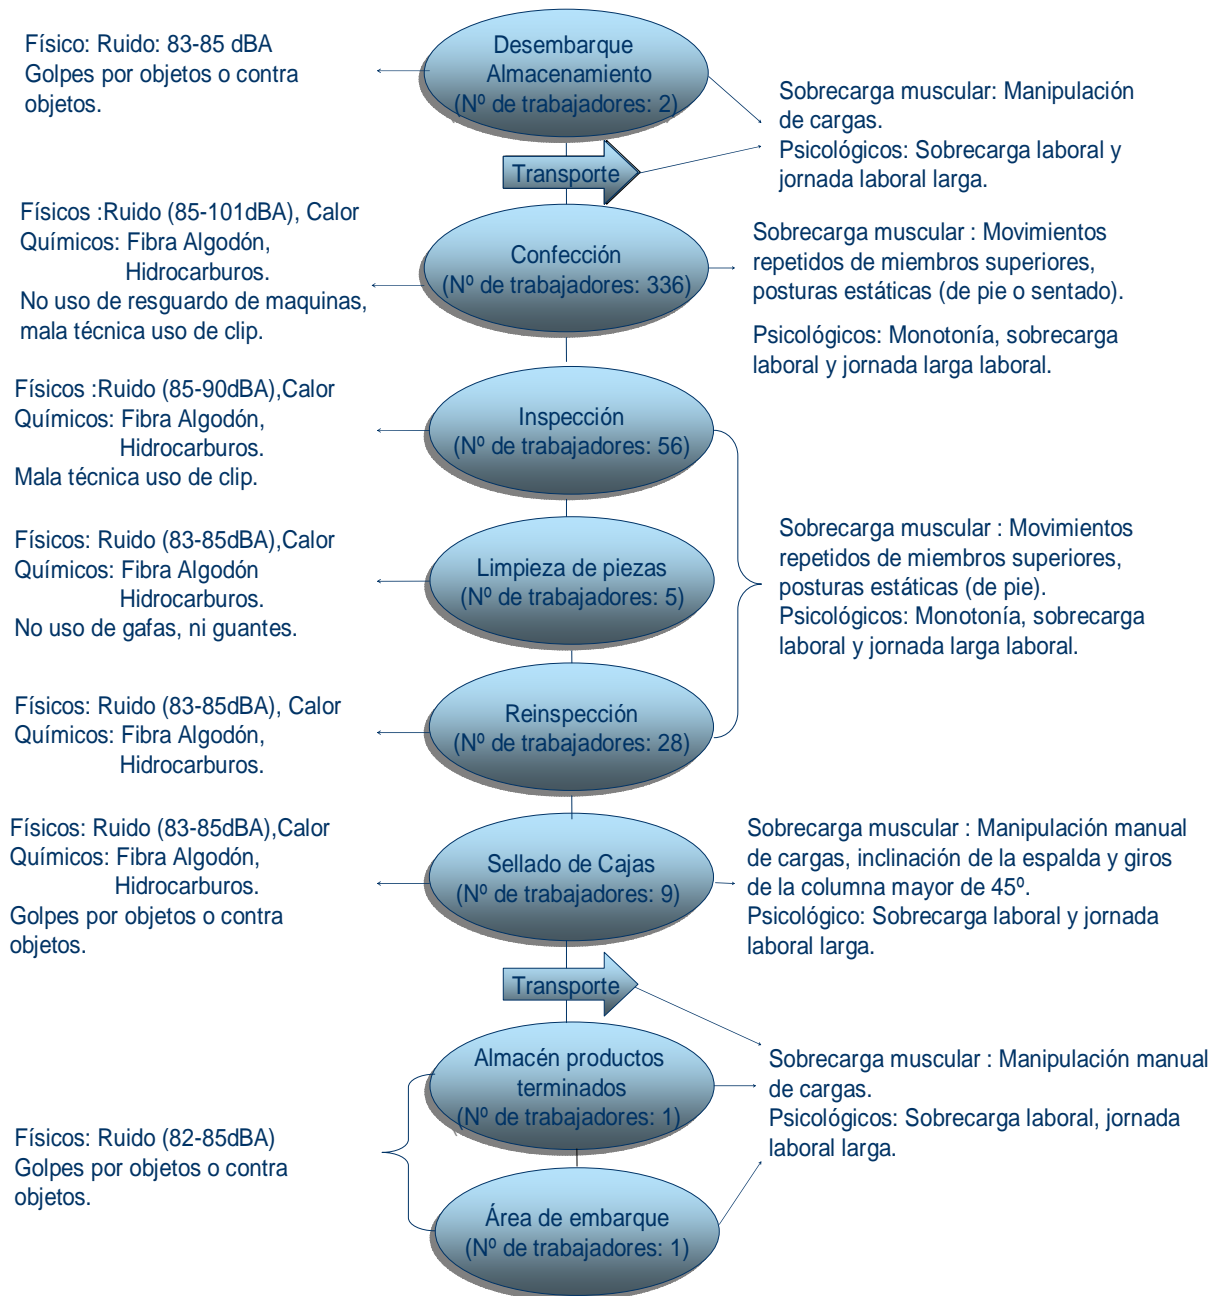 Físico: Ruido: 83-85 dBA
Golpes por objetos o contra
objetos.
Desembarque
Almacenamiento
(Nº de trabajadores: 2)
Sobrecarga muscular: Manipulación
de cargas.
Psicológicos: Sobrecarga laboral y
jornada laboral larga.
Transporte
Físicos :Ruido (85-101dBA), Calor
Químicos: Fibra Algodón,
Hidrocarburos.
No uso de resguardo de maquinas,
mala técnica uso de clip.
Confección
(Nº de trabajadores: 336)
Sobrecarga muscular : Movimientos
repetidos de miembros superiores,
posturas estáticas (de pie o sentado).
Psicológicos: Monotonía, sobrecarga
laboral y jornada larga laboral.
Físicos :Ruido (85-90dBA),Calor
Químicos: Fibra Algodón,
Hidrocarburos.
Mala técnica uso de clip.
Inspección
(Nº de trabajadores: 56)
Físicos: Ruido (83-85dBA),Calor
Químicos: Fibra Algodón
Hidrocarburos.
No uso de gafas, ni guantes.
Limpieza de piezas
(Nº de trabajadores: 5)
Sobrecarga muscular : Movimientos
repetidos de miembros superiores,
posturas estáticas (de pie).
Psicológicos: Monotonía, sobrecarga
laboral y jornada larga laboral.
Físicos: Ruido (83-85dBA), Calor
Químicos: Fibra Algodón,
Hidrocarburos.
Reinspección
(Nº de trabajadores: 28)
Físicos: Ruido (83-85dBA),Calor
Químicos: Fibra Algodón,
Hidrocarburos.
Golpes por objetos o contra
objetos.
Sellado de Cajas
(Nº de trabajadores: 9)
Sobrecarga muscular : Manipulación manual
de cargas, inclinación de la espalda y giros
de la columna mayor de 45º.
Psicológico: Sobrecarga laboral y jornada
laboral larga.
Transporte
Almacén productos
terminados
(Nº de trabajadores: 1)
Sobrecarga muscular : Manipulación manual
de cargas.
Psicológicos: Sobrecarga laboral, jornada
laboral larga.
Físicos: Ruido (82-85dBA)
Golpes por objetos o contra
objetos.
Área de embarque
(Nº de trabajadores: 1)